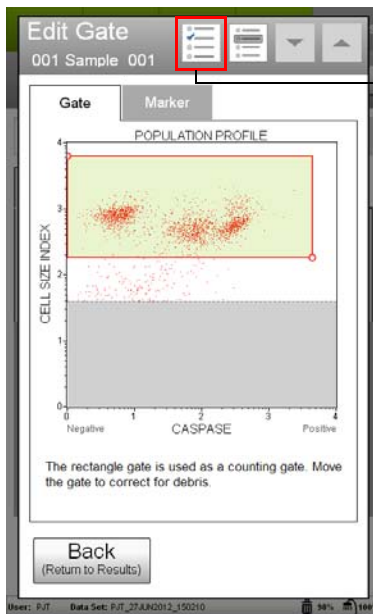 Edit Gate
001 Sample 001
Gate
Marker
POPULATION PROFILE
CELL SIZE INDEX
4
3
2
1
0
0 1 2 3 4
Negative
CASPASE
Positive
The rectangle gate is used as a counting gate. Move
the gate to correct for debris.
Back
(Return to Results)
User: PJT Data Set: PJT_27JUN2012_150210 98% 100